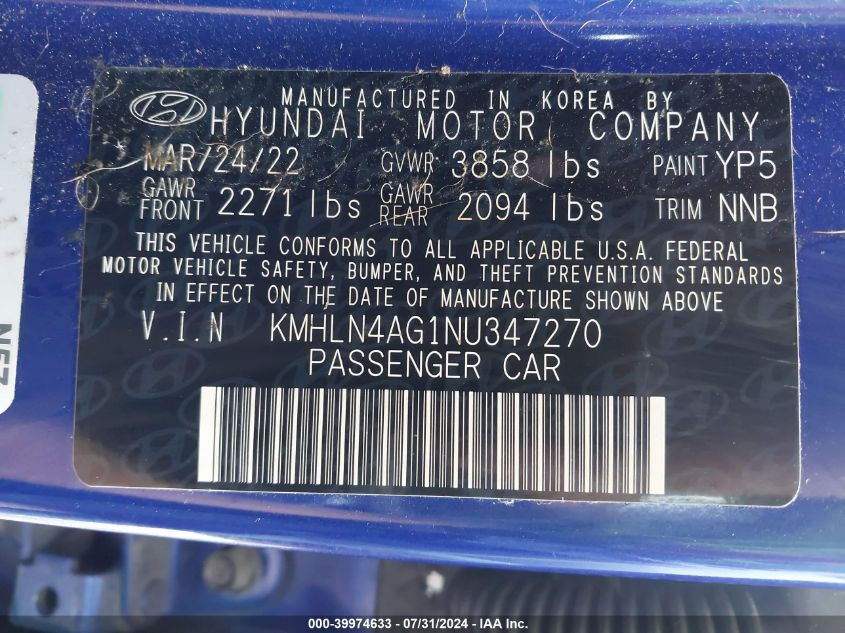 MANUFACTURED IN KOREA BY
HYUNDAI MOTOR COMPANY
MAR/24/22 GVWR 3858 lbs PAINT YP5
GAWR FRONT 2271 lbs GAWR REAR 2094 lbs TRIM NNB
THIS VEHICLE CONFORMS TO ALL APPLICABLE U.S.A. FEDERAL
MOTOR VEHICLE SAFETY, BUMPER, AND THEFT PREVENTION STANDARDS
IN EFFECT ON THE DATE OF MANUFACTURE SHOWN ABOVE
V.I.N KMHLN4AG1NU347270
PASSENGER CAR
000-39974633 - 07/31/2024 - IAA Inc.